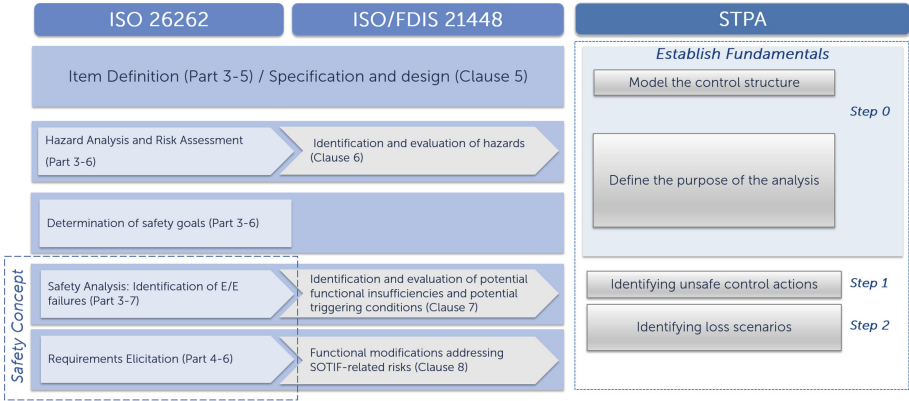 ISO 26262
ISO/FDIS 21448
STPA
Item Definition (Part 3-5) / Specification and design (Clause 5)
Hazard Analysis and Risk Assessment
(Part 3-6)
Identification and evaluation of hazards
(Clause 6)
Determination of safety goals (Part 3-6)
Safety Concept
Safety Analysis: Identification of E/E
failures (Part 3-7)
Identification and evaluation of potential
functional insufficiencies and potential
triggering conditions (Clause 7)
Requirements Elicitation (Part 4-6)
Functional modifications addressing
SOTIF-related risks (Clause 8)
Establish Fundamentals
Model the control structure
Step 0
Define the purpose of the analysis
Identifying unsafe control actions
Step 1
Identifying loss scenarios
Step 2